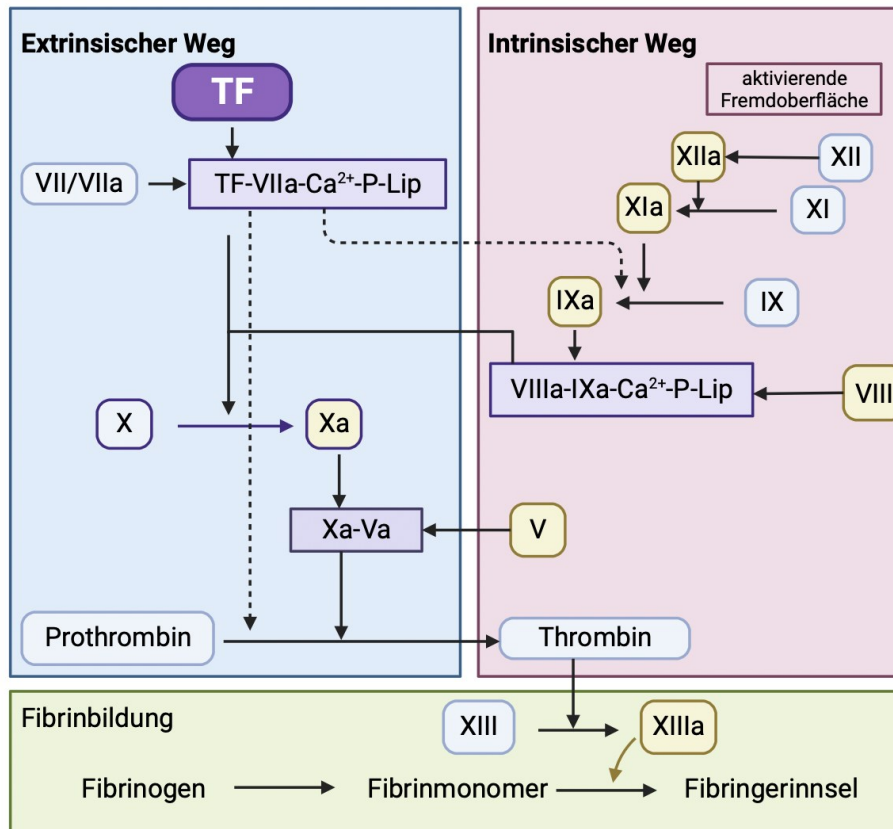 Extrinsischer Weg
Intrinsischer Weg
TF
aktivierende
Fremdoberfläche
XIIa
XII
VII/VIIa
TF-VIIa-Ca²⁺-P-Lip
XIa
XI
IXa
IX
VIIIa-IXa-Ca²⁺-P-Lip
VIII
X
Xa
Xa-Va
V
Prothrombin
Thrombin
Fibrinbildung
XIII
XIIIa
Fibrinogen
Fibrinmonomer
Fibringerinnsel